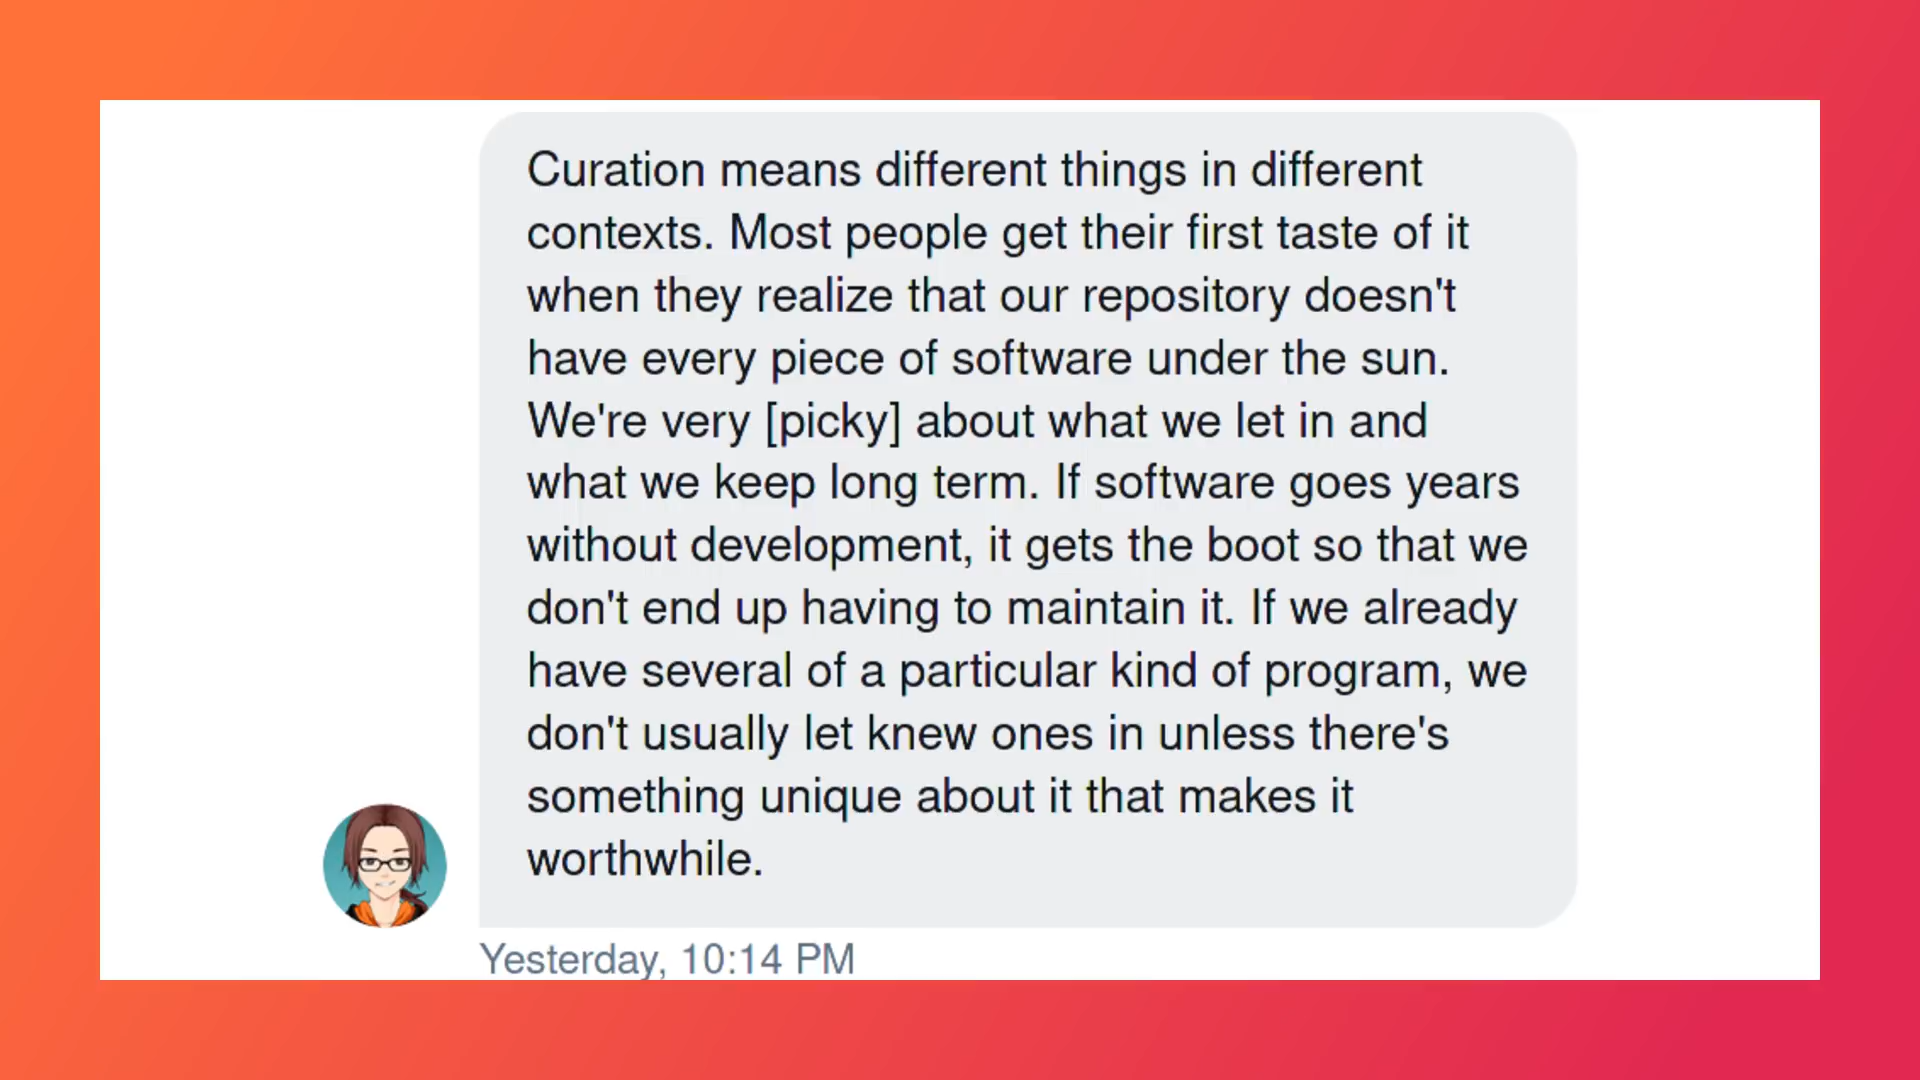 Curation means different things in different
contexts. Most people get their first taste of it
when they realize that our repository doesn't
have every piece of software under the sun.
We're very [picky] about what we let in and
what we keep long term. If software goes years
without development, it gets the boot so that we
don't end up having to maintain it. If we already
have several of a particular kind of program, we
don't usually let knew ones in unless there's
something unique about it that makes it
worthwhile.
Yesterday, 10:14 PM